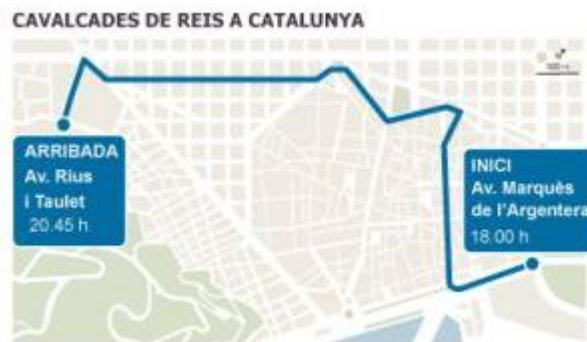 CAVALCADES DE REIS A CATALUNYA
ARRIBADA
Av. Rius
i Taulet
20.45 h
INICI
Av. Marquès
de l'Argentera
18.00 h